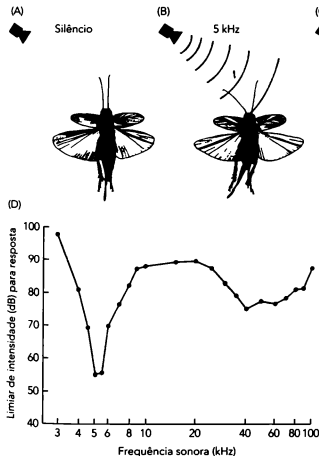 (A)
Silêncio
(B)
5 kHz
(D)
Limiar de intensidade (dB) para resposta
100
90
80
70
60
50
40
3 4 5 6 8 10 20 40 60 80 100
Frequência sonora (kHz)